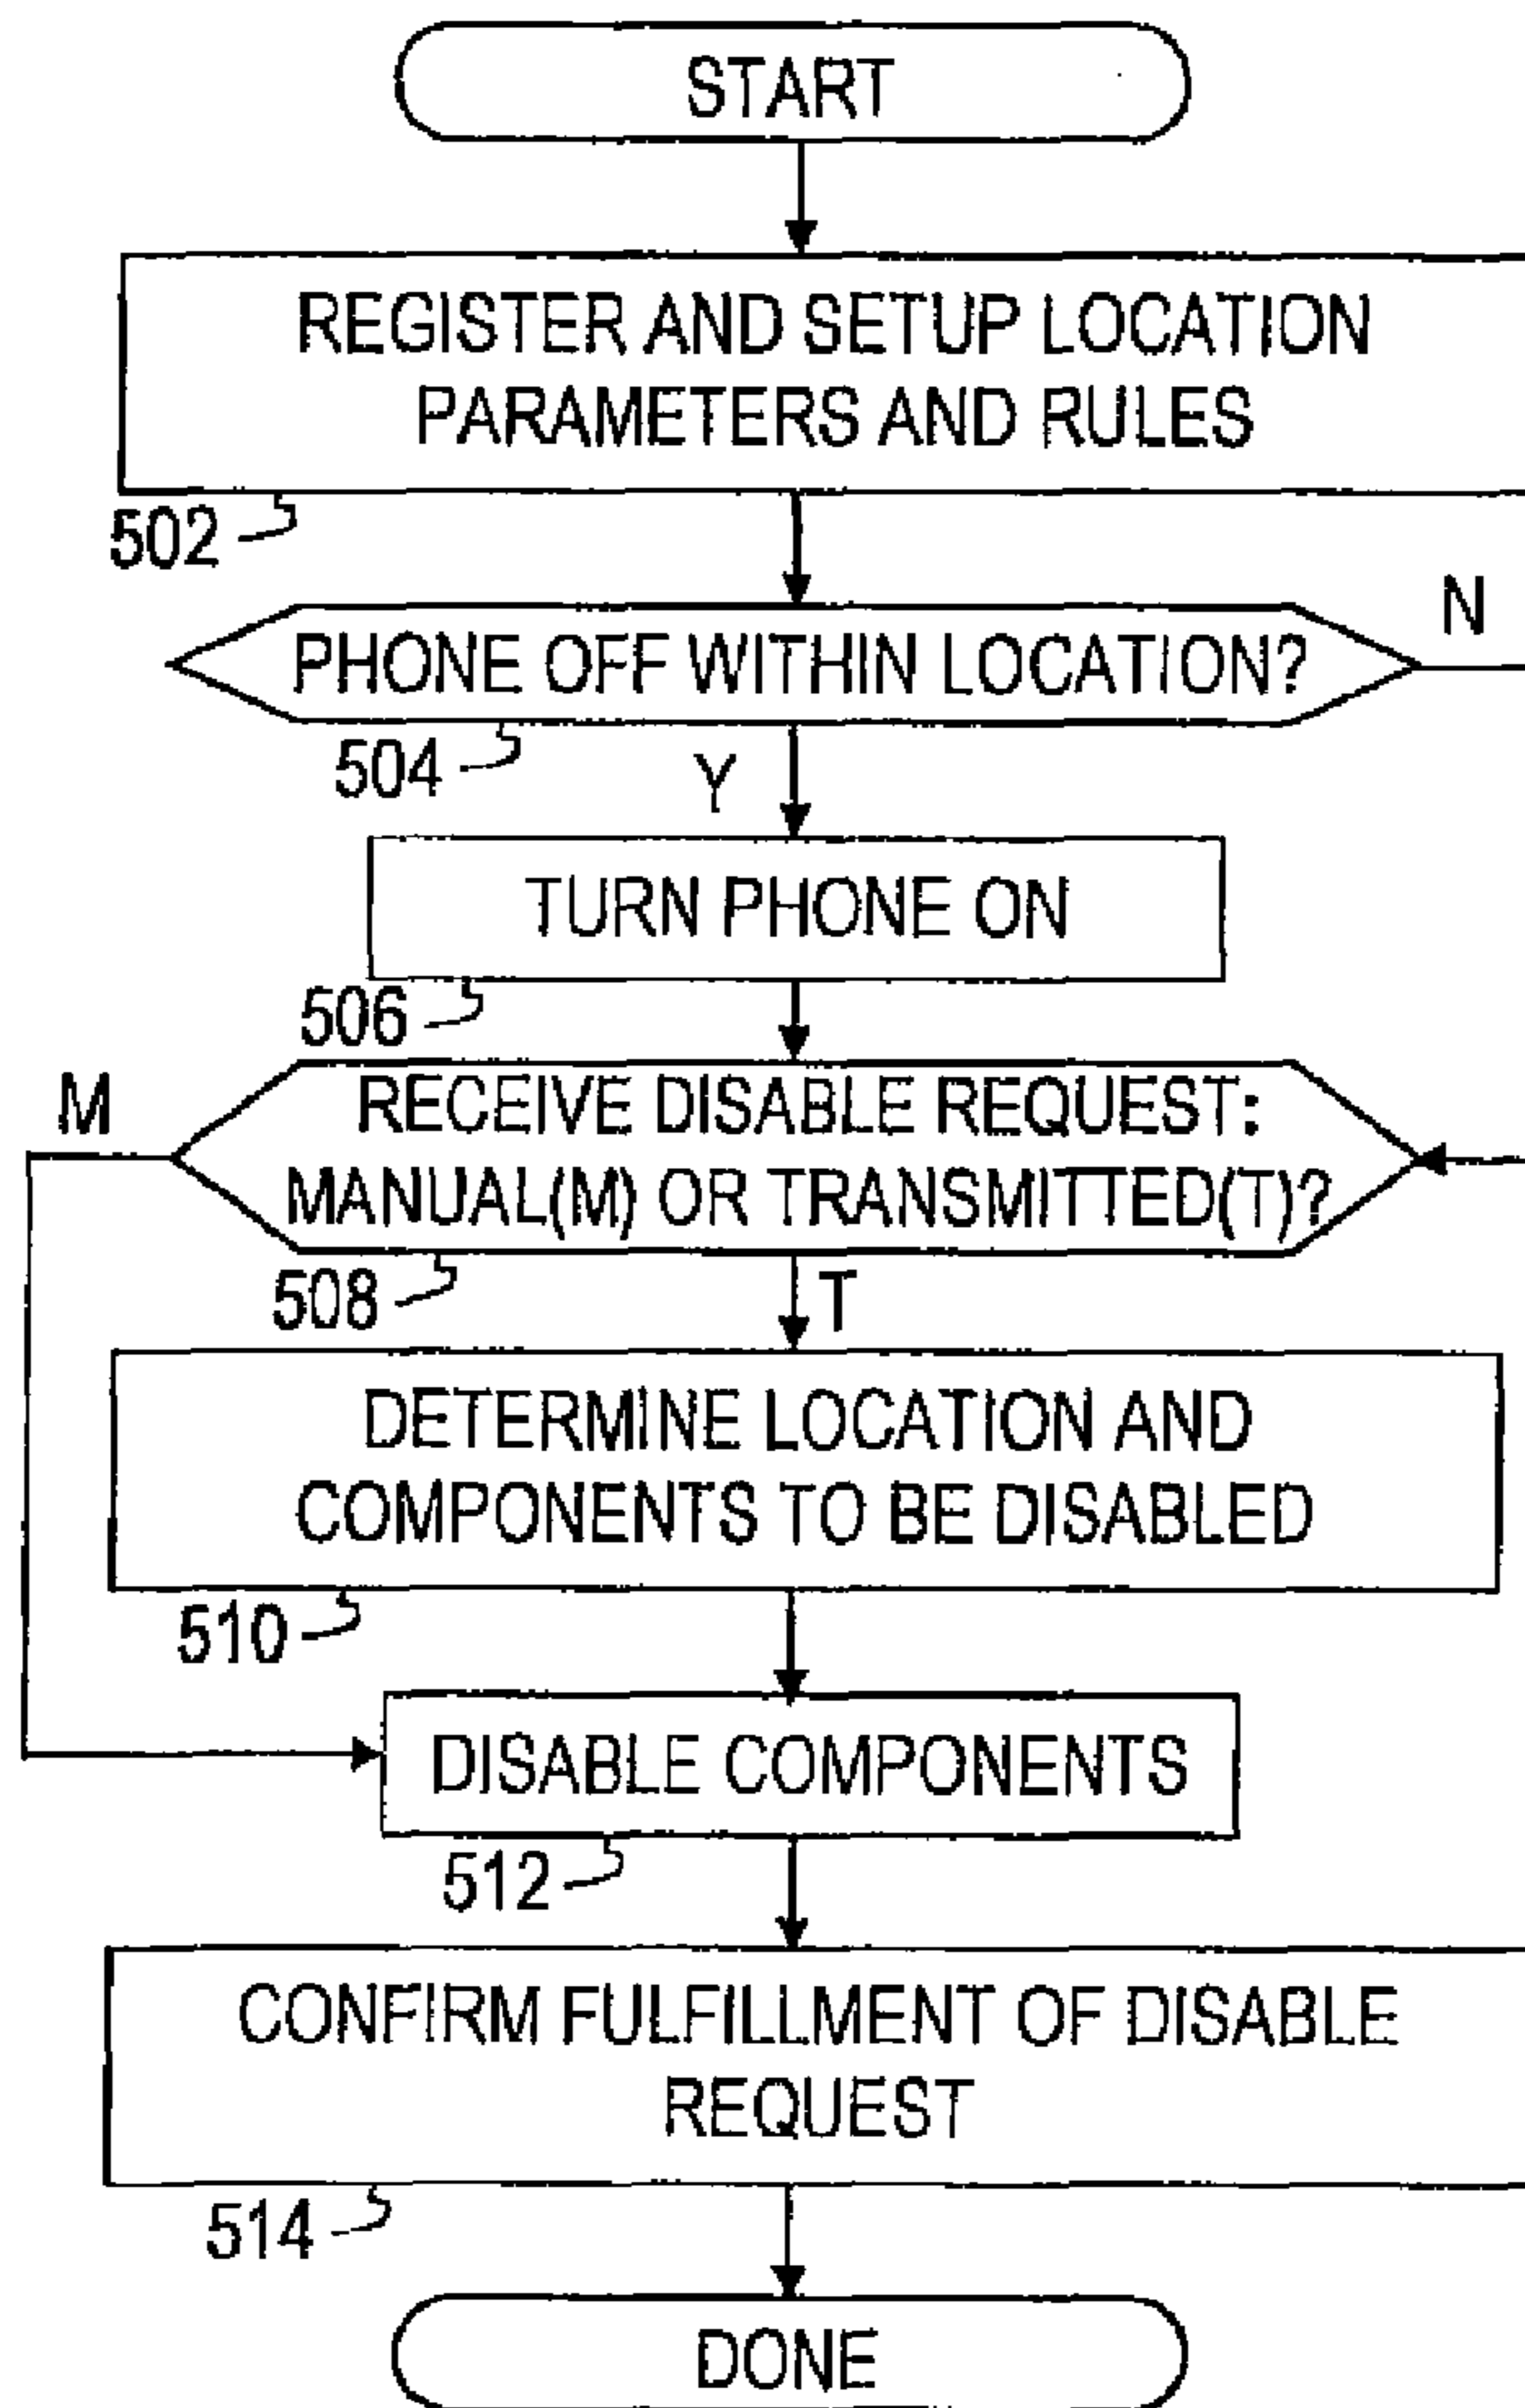 START
REGISTER AND SETUP LOCATION
PARAMETERS AND RULES
502
N
PHONE OFF WITHIN LOCATION?
504
Y
TURN PHONE ON
506
M
RECEIVE DISABLE REQUEST:
MANUAL(M) OR TRANSMITTED(T)?
508
T
DETERMINE LOCATION AND
COMPONENTS TO BE DISABLED
510
DISABLE COMPONENTS
512
CONFIRM FULFILLMENT OF DISABLE
REQUEST
514
DONE